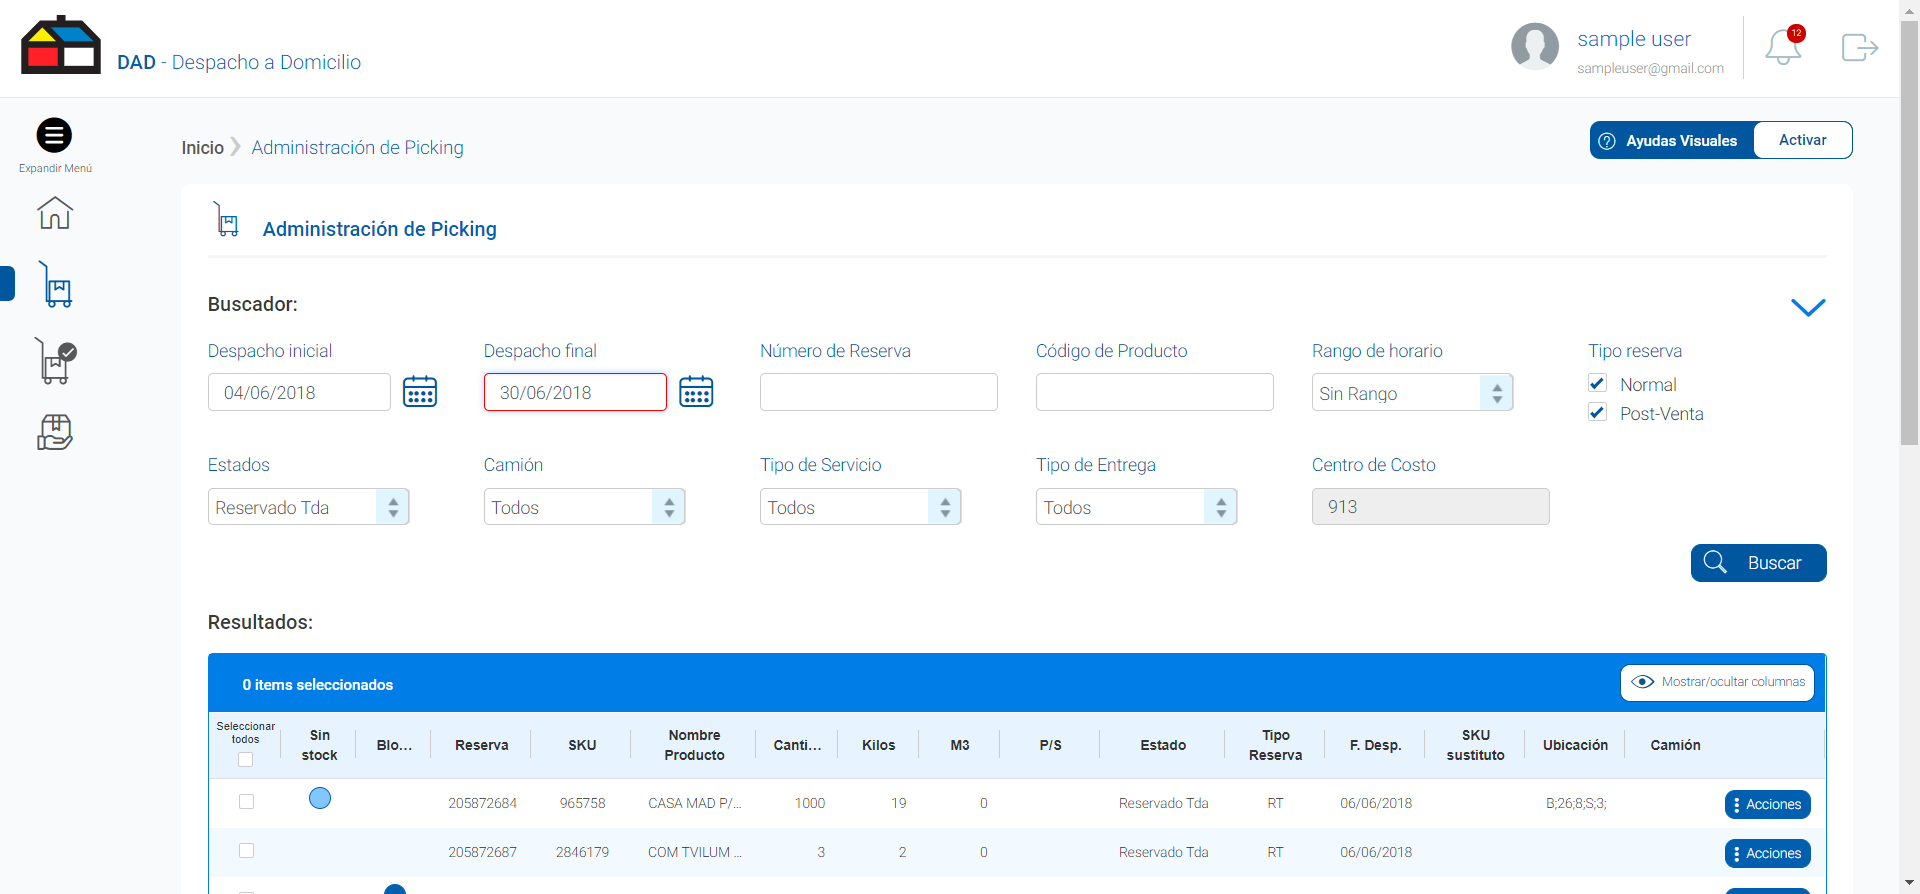 DAD - Despacho a Domicilio
sample user
sampleuser@gmail.com
12
Expandir Menú
Inicio
Administración de Picking
Ayudas Visuales
Activar
Administración de Picking
Buscador:
Despacho inicial
Despacho final
Número de Reserva
Código de Producto
Rango de horario
Tipo reserva
04/06/2018
30/06/2018
Sin Rango
Normal
Post-Venta
Estados
Camión
Tipo de Servicio
Tipo de Entrega
Centro de Costo
Reservado Tda
Todos
Todos
Todos
913
Buscar
Resultados:
0 items seleccionados
Mostrar/ocultar columnas
Seleccionar todos
Sin stock
Blo...
Reserva
SKU
Nombre Producto
Canti...
Kilos
M3
P/S
Estado
Tipo Reserva
F. Desp.
SKU sustituto
Ubicación
Camión
205872684 965758 CASA MAD P/... 1000 19 0 Reservado Tda RT 06/06/2018 B;26;8;S;3; Acciones
205872687 2846179 COM TVILUM ... 3 2 0 Reservado Tda RT 06/06/2018 Acciones